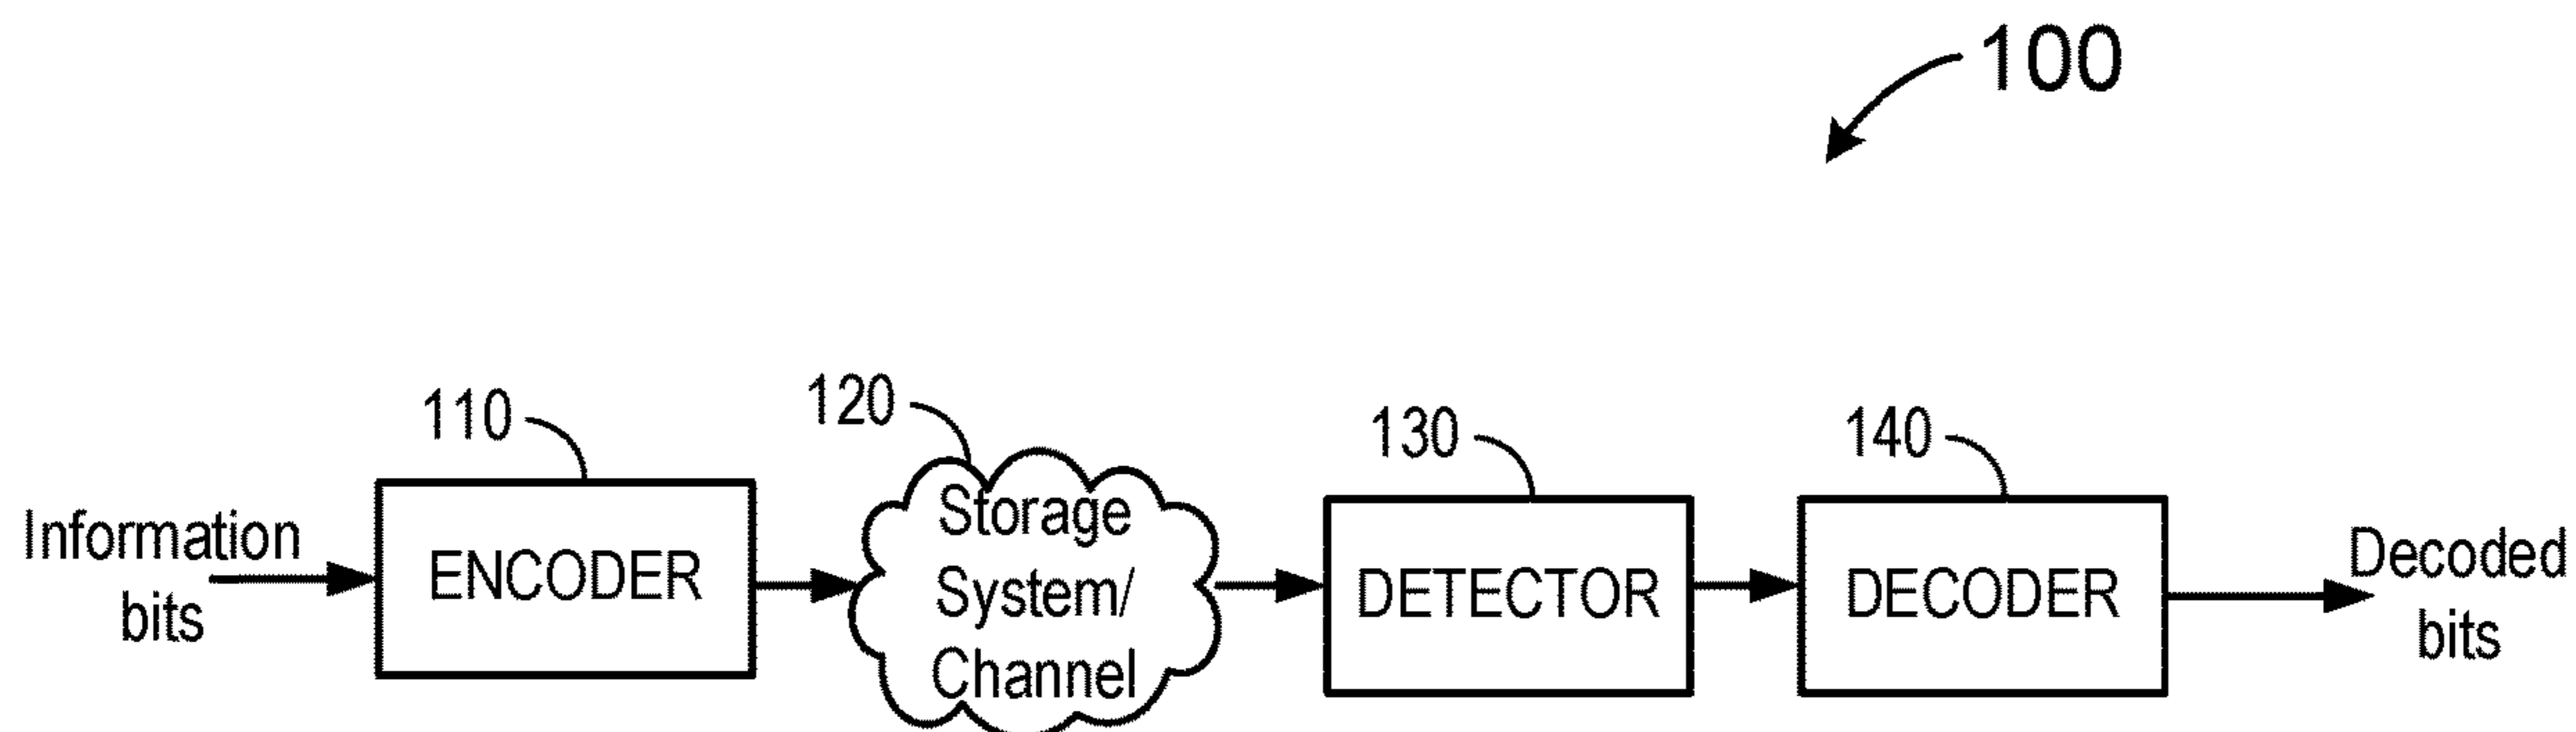 100
110
120
130
140
Information
bits
ENCODER
Storage
System/
Channel
DETECTOR
DECODER
Decoded
bits